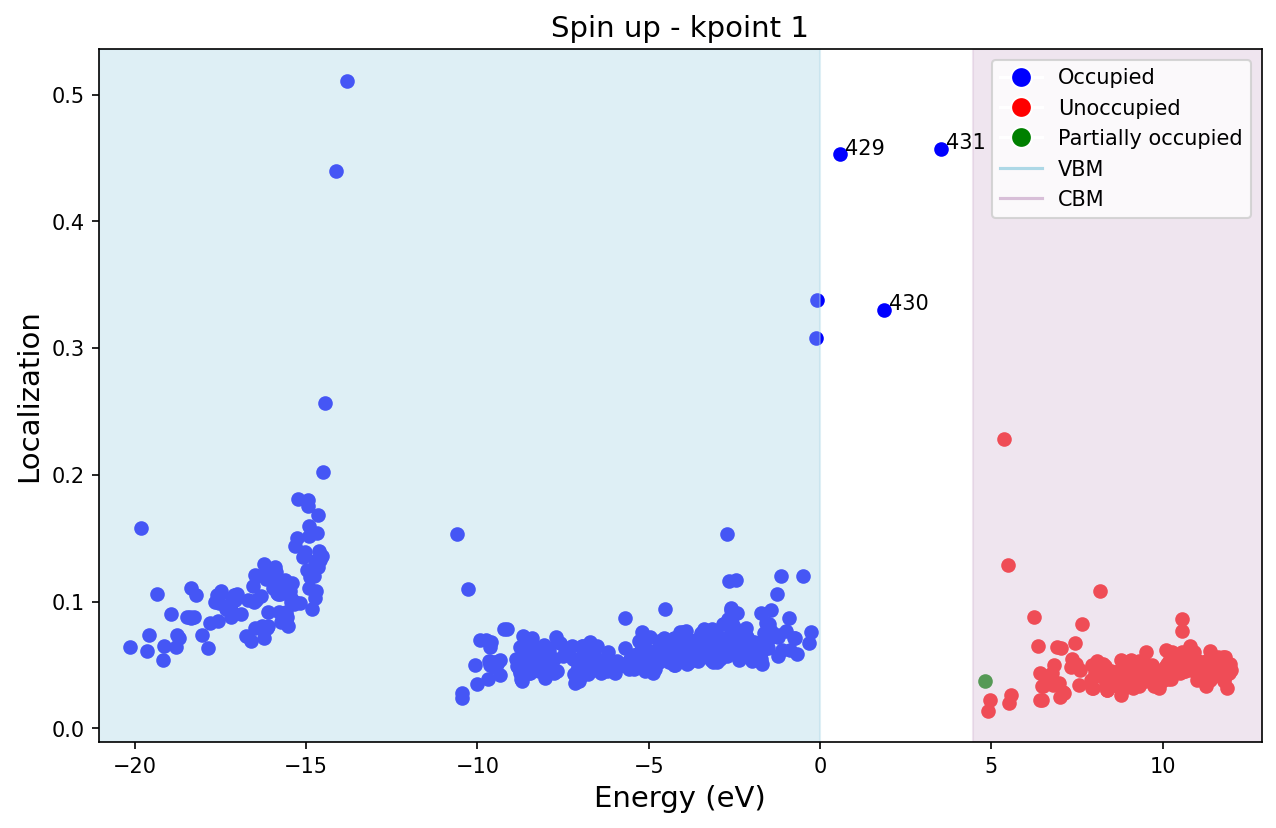 Spin up - kpoint 1
Localization
0.5
0.4
0.3
0.2
0.1
0.0
429
431
430
Occupied
Unoccupied
Partially occupied
VBM
CBM
−20
−15
−10
−5
0
5
10
Energy (eV)